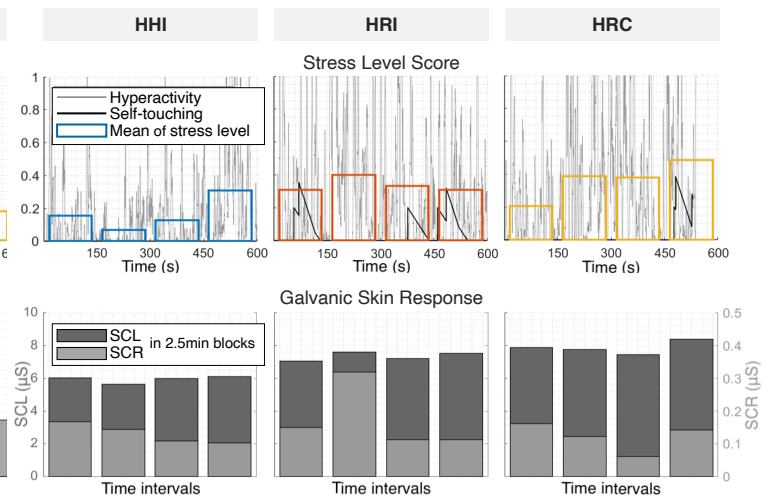 HHI HRI HRC
Stress Level Score
1
0.8
0.6
0.4
0.2
0
Hyperactivity
Self-touching
Mean of stress level
6
150 300 450 600
150 300 450 600
150 300 450 600
Time (s) Time (s) Time (s)
Galvanic Skin Response
10
8
6
4
2
0
SCL (μS)
SCL
SCR
in 2.5min blocks
0.5
0.4
0.3
0.2
0.1
0
SCR (μS)
Time intervals Time intervals Time intervals